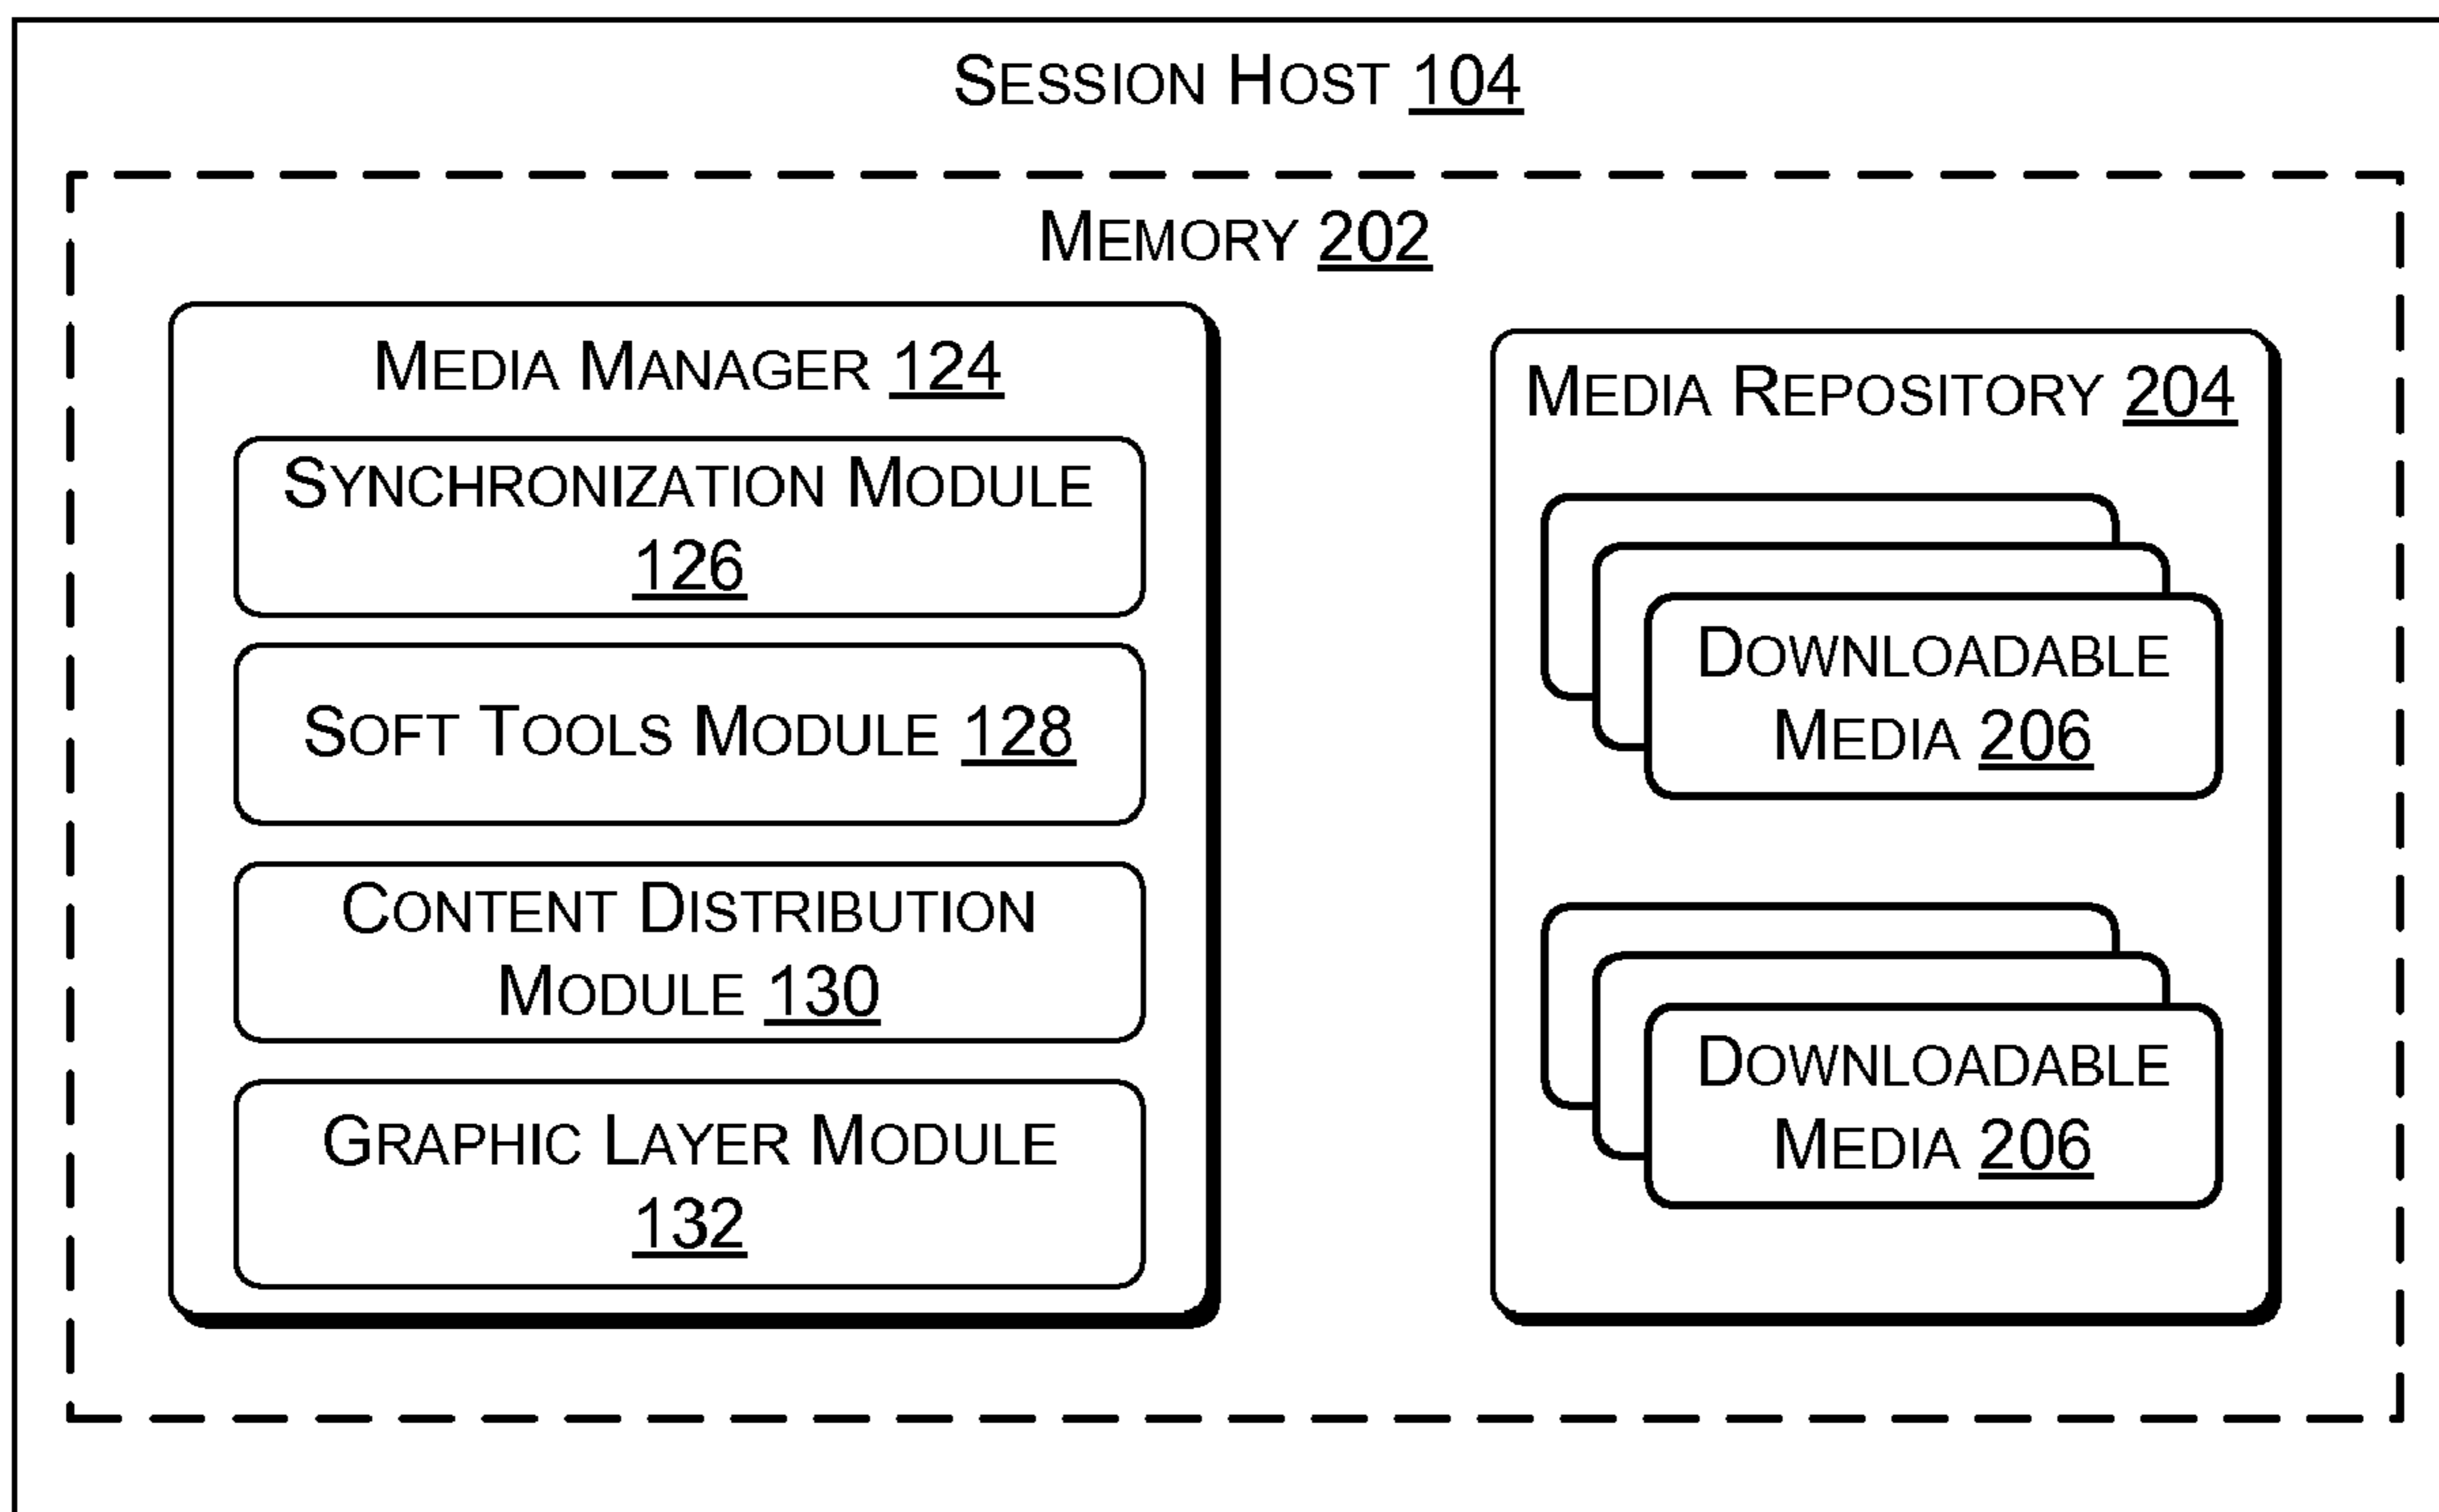 SESSION HOST 104
MEMORY 202
MEDIA MANAGER 124
SYNCHRONIZATION MODULE
126
SOFT TOOLS MODULE 128
CONTENT DISTRIBUTION
MODULE 130
GRAPHIC LAYER MODULE
132
MEDIA REPOSITORY 204
DOWNLOADABLE
MEDIA 206
DOWNLOADABLE
MEDIA 206